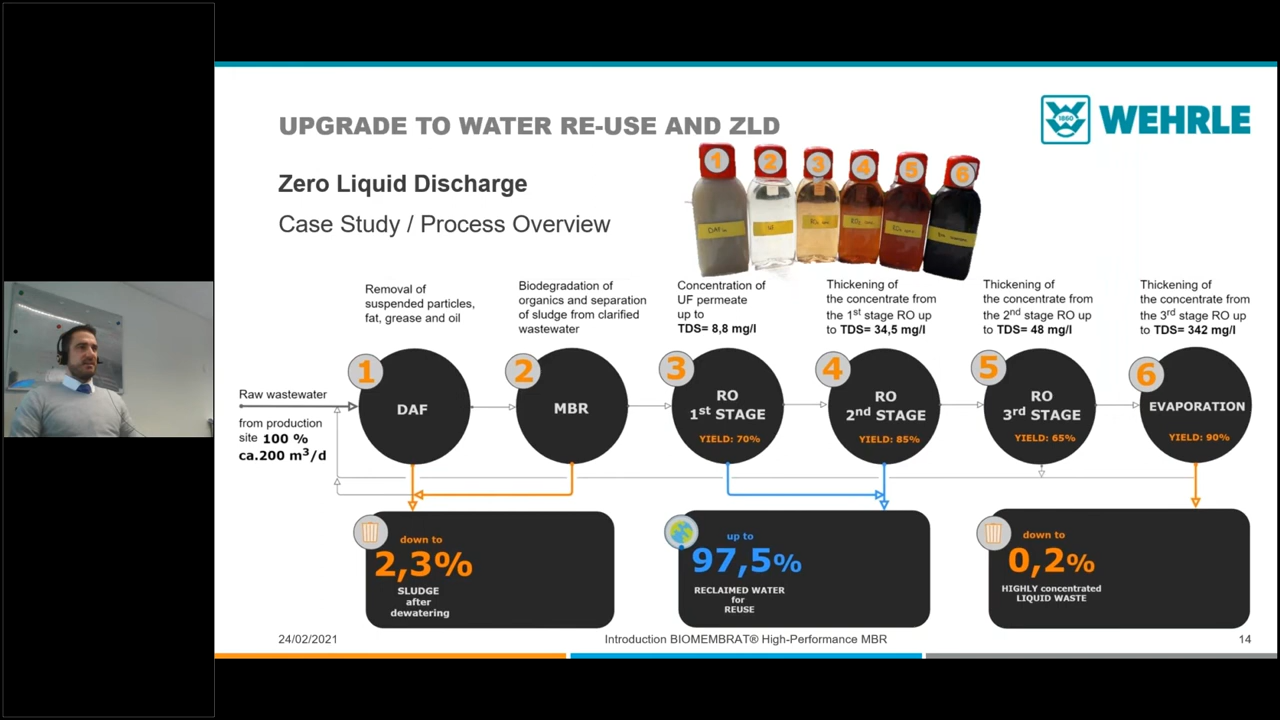 UPGRADE TO WATER RE-USE AND ZLD
1860
WEHRLE
Zero Liquid Discharge
Case Study / Process Overview
1
2
3
4
5
6
DAF
Removal of
suspended particles,
fat, grease and oil
Biodegradation of
organics and separation
of sludge from clarified
wastewater
Concentration of
UF permeate
up to
TDS= 8,8 mg/l
Thickening of
the concentrate from
the 1st stage RO up
to TDS= 34,5 mg/l
Thickening of
the concentrate from
the 2nd stage RO up
to TDS= 48 mg/l
Thickening of
the concentrate from
the 3rd stage RO up
to TDS= 342 mg/l
Raw wastewater
from production
site 100 %
ca.200 m3/d
1
DAF
2
MBR
3
RO
1st STAGE
YIELD: 70%
4
RO
2nd STAGE
YIELD: 85%
5
RO
3rd STAGE
YIELD: 65%
6
EVAPORATION
YIELD: 90%
down to
2,3%
SLUDGE
after
dewatering
up to
97,5%
RECLAIMED WATER
for
REUSE
down to
0,2%
HIGHLY concentrated
LIQUID WASTE
24/02/2021
Introduction BIOMEMBRAT® High-Performance MBR
14